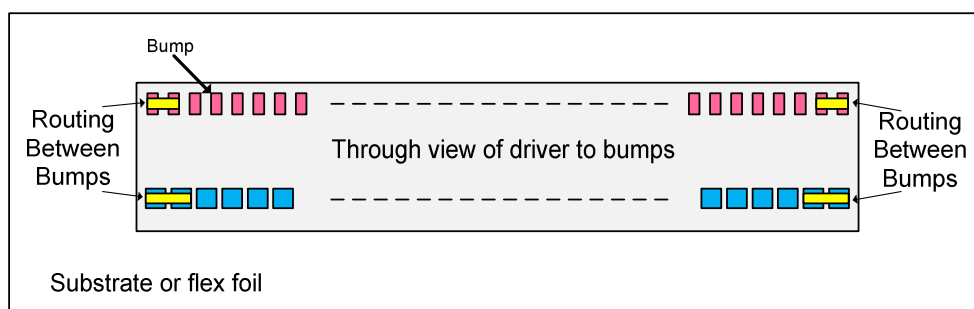 Bump
Routing
Between
Bumps
Through view of driver to bumps
Routing
Between
Bumps
Substrate or flex foil